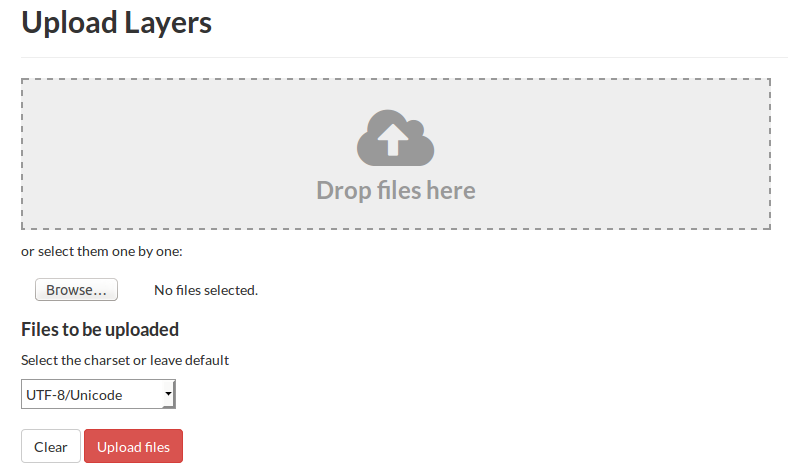 Upload Layers
Drop files here
or select them one by one:
Browse... No files selected.
Files to be uploaded
Select the charset or leave default
UTF-8/Unicode
Clear Upload files